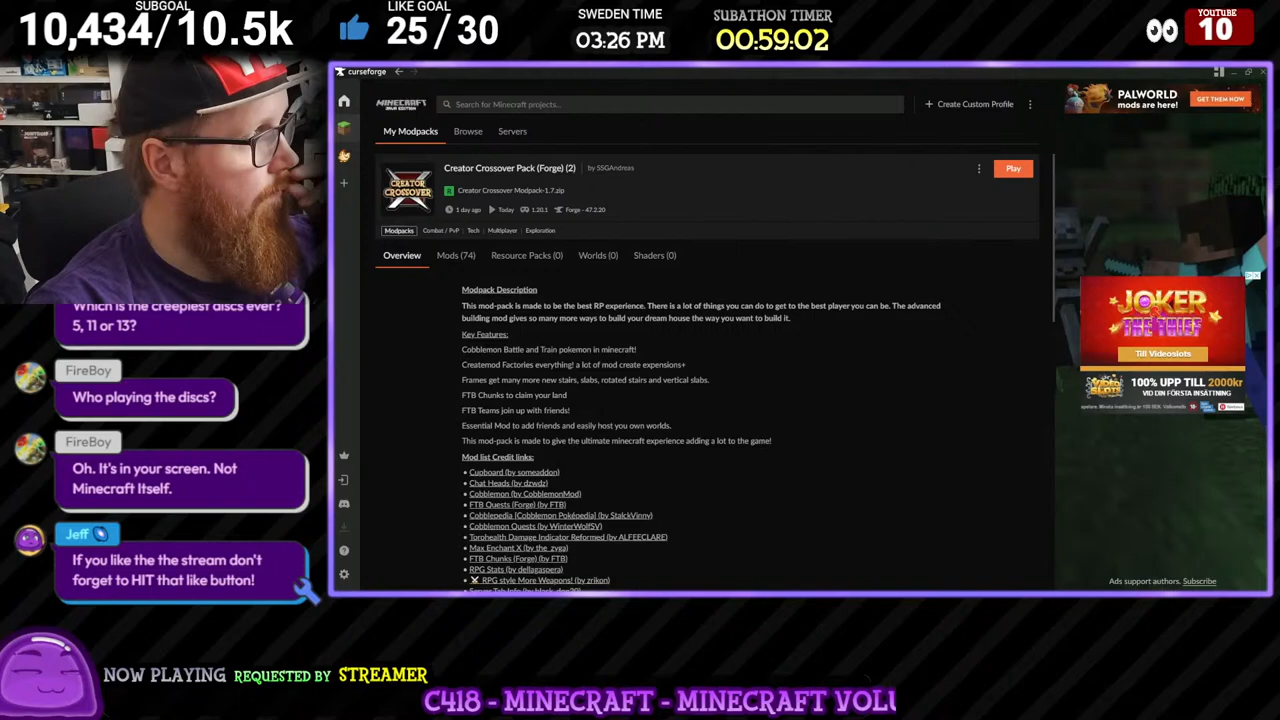 SUBGOAL
10,434/10.5k
LIKE GOAL
25 / 30
SWEDEN TIME
03:26 PM
SUBATHON TIMER
00:59:02
YOUTUBE
10
curseforge
MINECRAFT
Search for Minecraft projects...
+ Create Custom Profile
PALWORLD
mods are here!
GET THEM NOW
My Modpacks
Browse
Servers
Creator Crossover Pack (Forge) (2)
by SSGAndreas
Play
CREATOR
CROSSOVER
R Creator Crossover Modpack-1.7.zip
1 day ago
Today
1.20.1
Forge - 47.2.20
Modpacks
Combat / PvP
Tech
Multiplayer
Exploration
Overview
Mods (74)
Resource Packs (0)
Worlds (0)
Shaders (0)
Modpack Description
This mod-pack is made to be the best RP experience. There is a lot of things you can do to get to the best player you can be. The advanced
building mod gives so many more ways to build your dream house the way you want to build it.
Key Features:
Cobblemon Battle and Train pokemon in minecraft!
Createmod Factories everything! a lot of mod create expensions+
Frames get many more new stairs, slabs, rotated stairs and vertical slabs.
FTB Chunks to claim your land
FTB Teams join up with friends!
Essential Mod to add friends and easily host you own worlds.
This mod-pack is made to give the ultimate minecraft experience adding a lot to the game!
Mod list Credit links:
• Cupboard (by someaddon)
• Chat Heads (by dzwdz)
• Cobblemon (by CobblemonMod)
• FTB Quests (Forge) (by FTB)
• Cobblepedia [Cobblemon Poképedia] (by StalckVinny)
• Cobblemon Quests (by WinterWolfSV)
• Torohealth Damage Indicator Reformed (by ALFEECLARE)
• Max Enchant X (by the_zyga)
• FTB Chunks (Forge) (by FTB)
• RPG Stats (by dellagaspera)
• ⚔ RPG style More Weapons! (by zrikon)
JOKER
&
THE THIEF
Till Videoslots
VIDEO SLOTS
100% UPP TILL 2000kr
VID DIN FÖRSTA INSÄTTNING
Ads support authors. Subscribe
Which is the creepiest discs ever?
5, 11 or 13?
FireBoy
Who playing the discs?
FireBoy
Oh. It's in your screen. Not
Minecraft Itself.
Jeff
If you like the the stream don't
forget to HIT that like button!
NOW PLAYING REQUESTED BY STREAMER
C418 - MINECRAFT - MINECRAFT VOLU